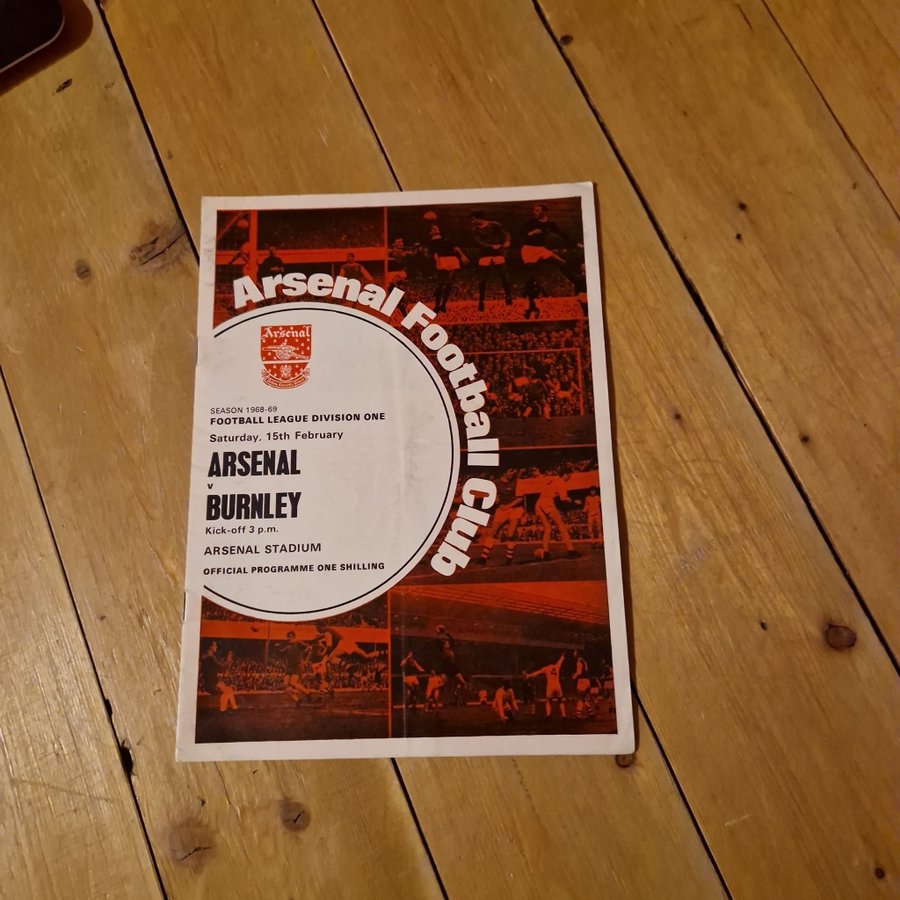 Arsenal Football Club
Arsenal
SEASON 1968-69
FOOTBALL LEAGUE DIVISION ONE
Saturday, 15th February
ARSENAL
v
BURNLEY
Kick-off 3 p.m.
ARSENAL STADIUM
OFFICIAL PROGRAMME ONE SHILLING